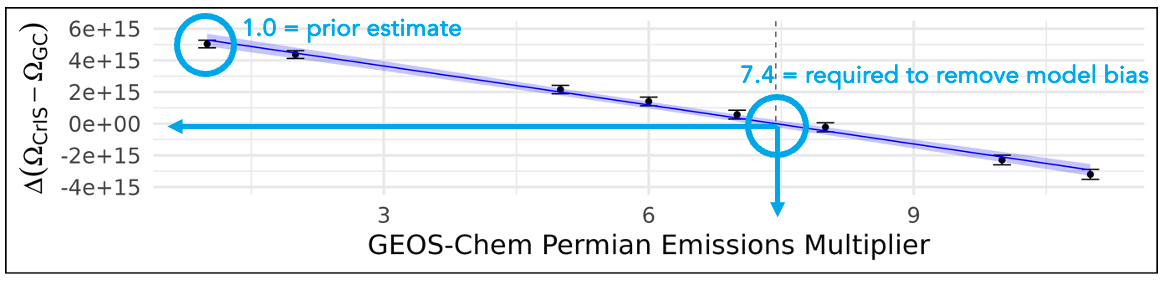 6e+15
1.0 = prior estimate
4e+15
7.4 = required to remove model bias
2e+15
0e+00
-2e+15
-4e+15
Δ(ΩCrIS − ΩGC)
3 6 9
GEOS-Chem Permian Emissions Multiplier